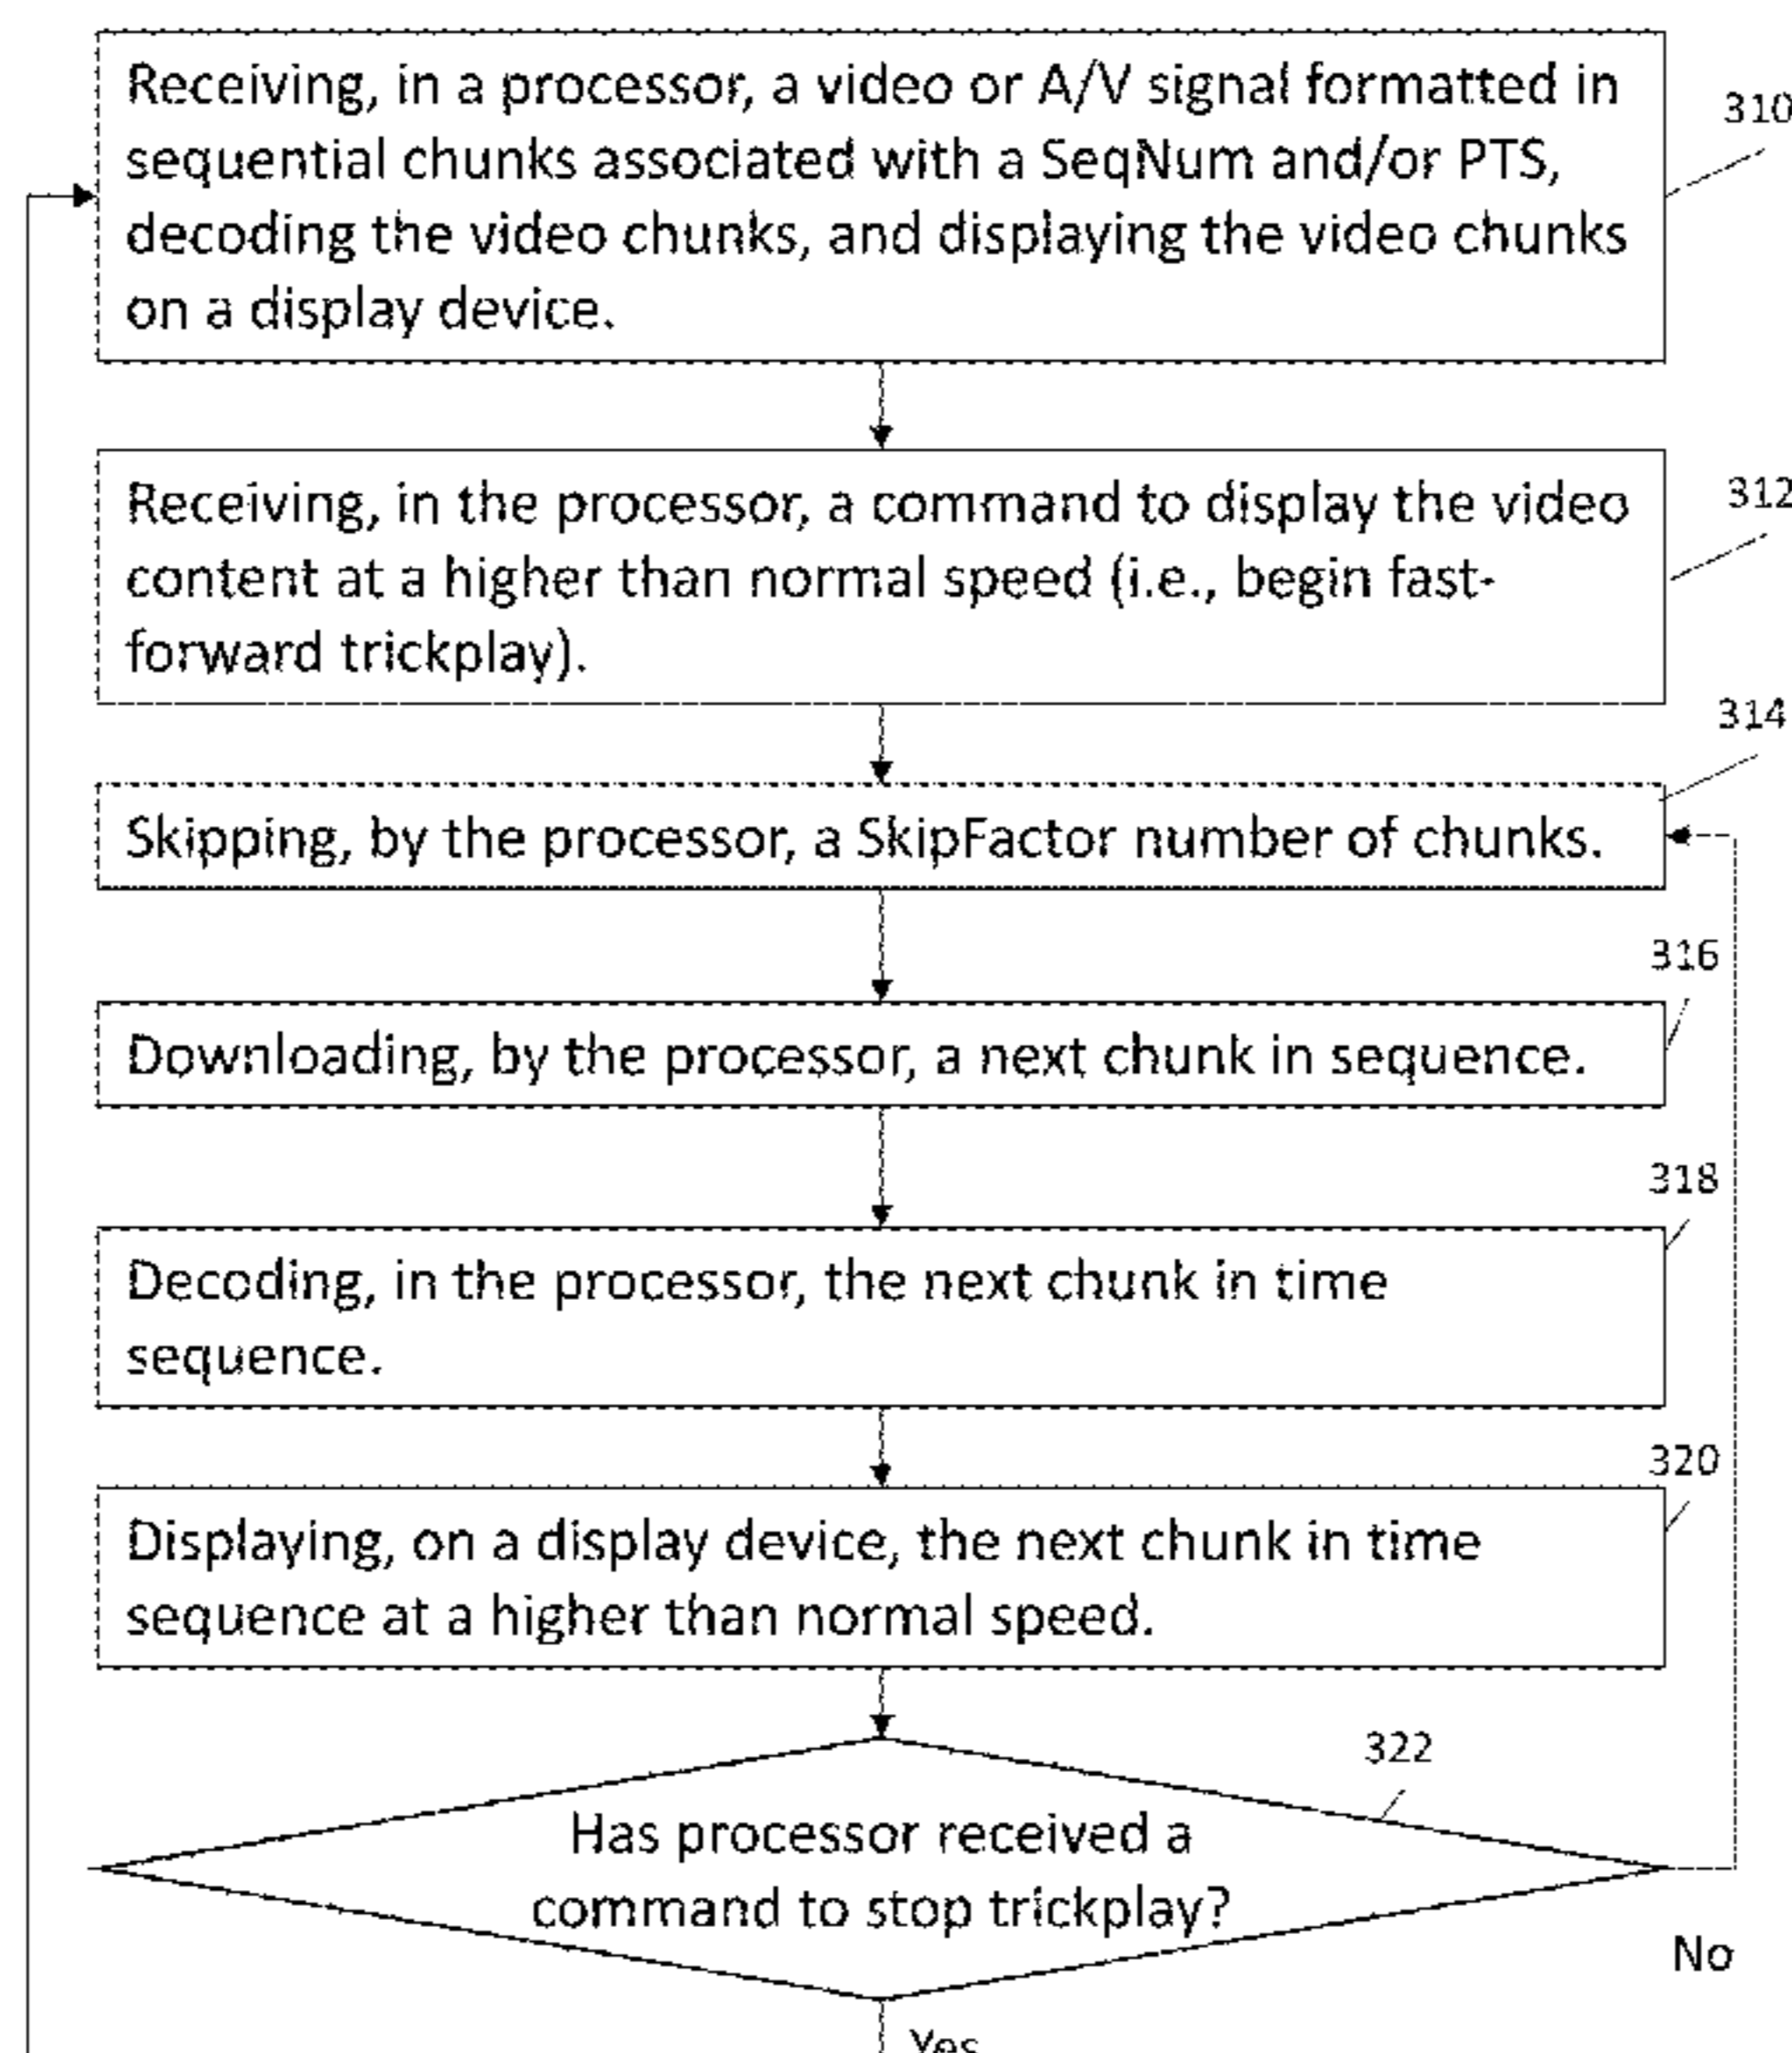 Receiving, in a processor, a video or A/V signal formatted in
sequential chunks associated with a SeqNum and/or PTS,
decoding the video chunks, and displaying the video chunks
on a display device.
310
Receiving, in the processor, a command to display the video
content at a higher than normal speed (i.e., begin fast-
forward trickplay).
312
314
Skipping, by the processor, a SkipFactor number of chunks.
316
Downloading, by the processor, a next chunk in sequence.
318
Decoding, in the processor, the next chunk in time
sequence.
320
Displaying, on a display device, the next chunk in time
sequence at a higher than normal speed.
322
Has processor received a
command to stop trickplay?
No
Yes